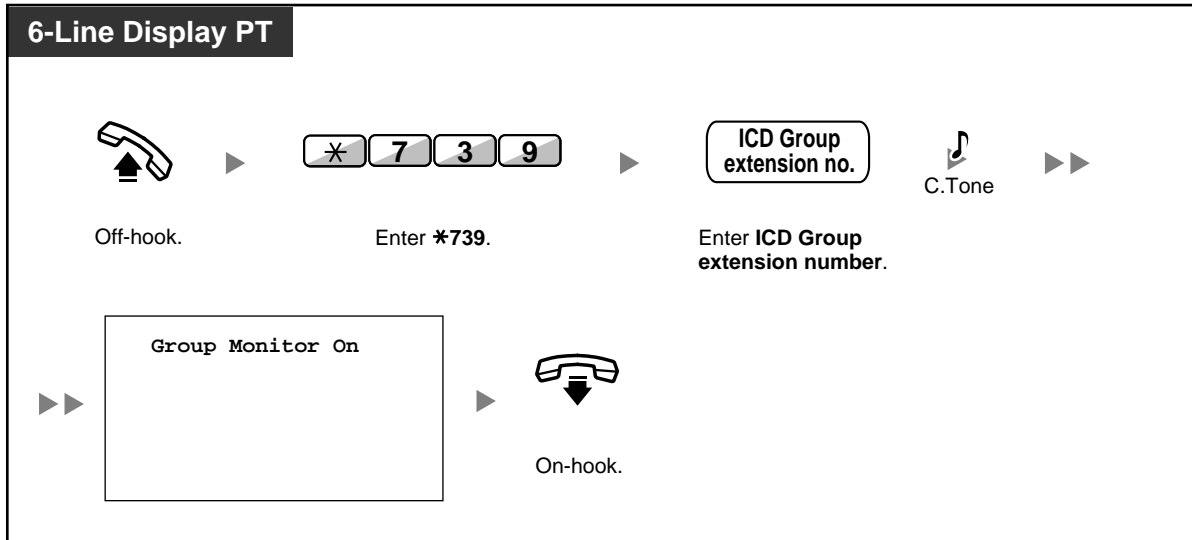 6-Line Display PT
* 7 3 9
ICD Group
extension no.
C.Tone
Off-hook.
Enter *739.
Enter ICD Group
extension number.
Group Monitor On
On-hook.